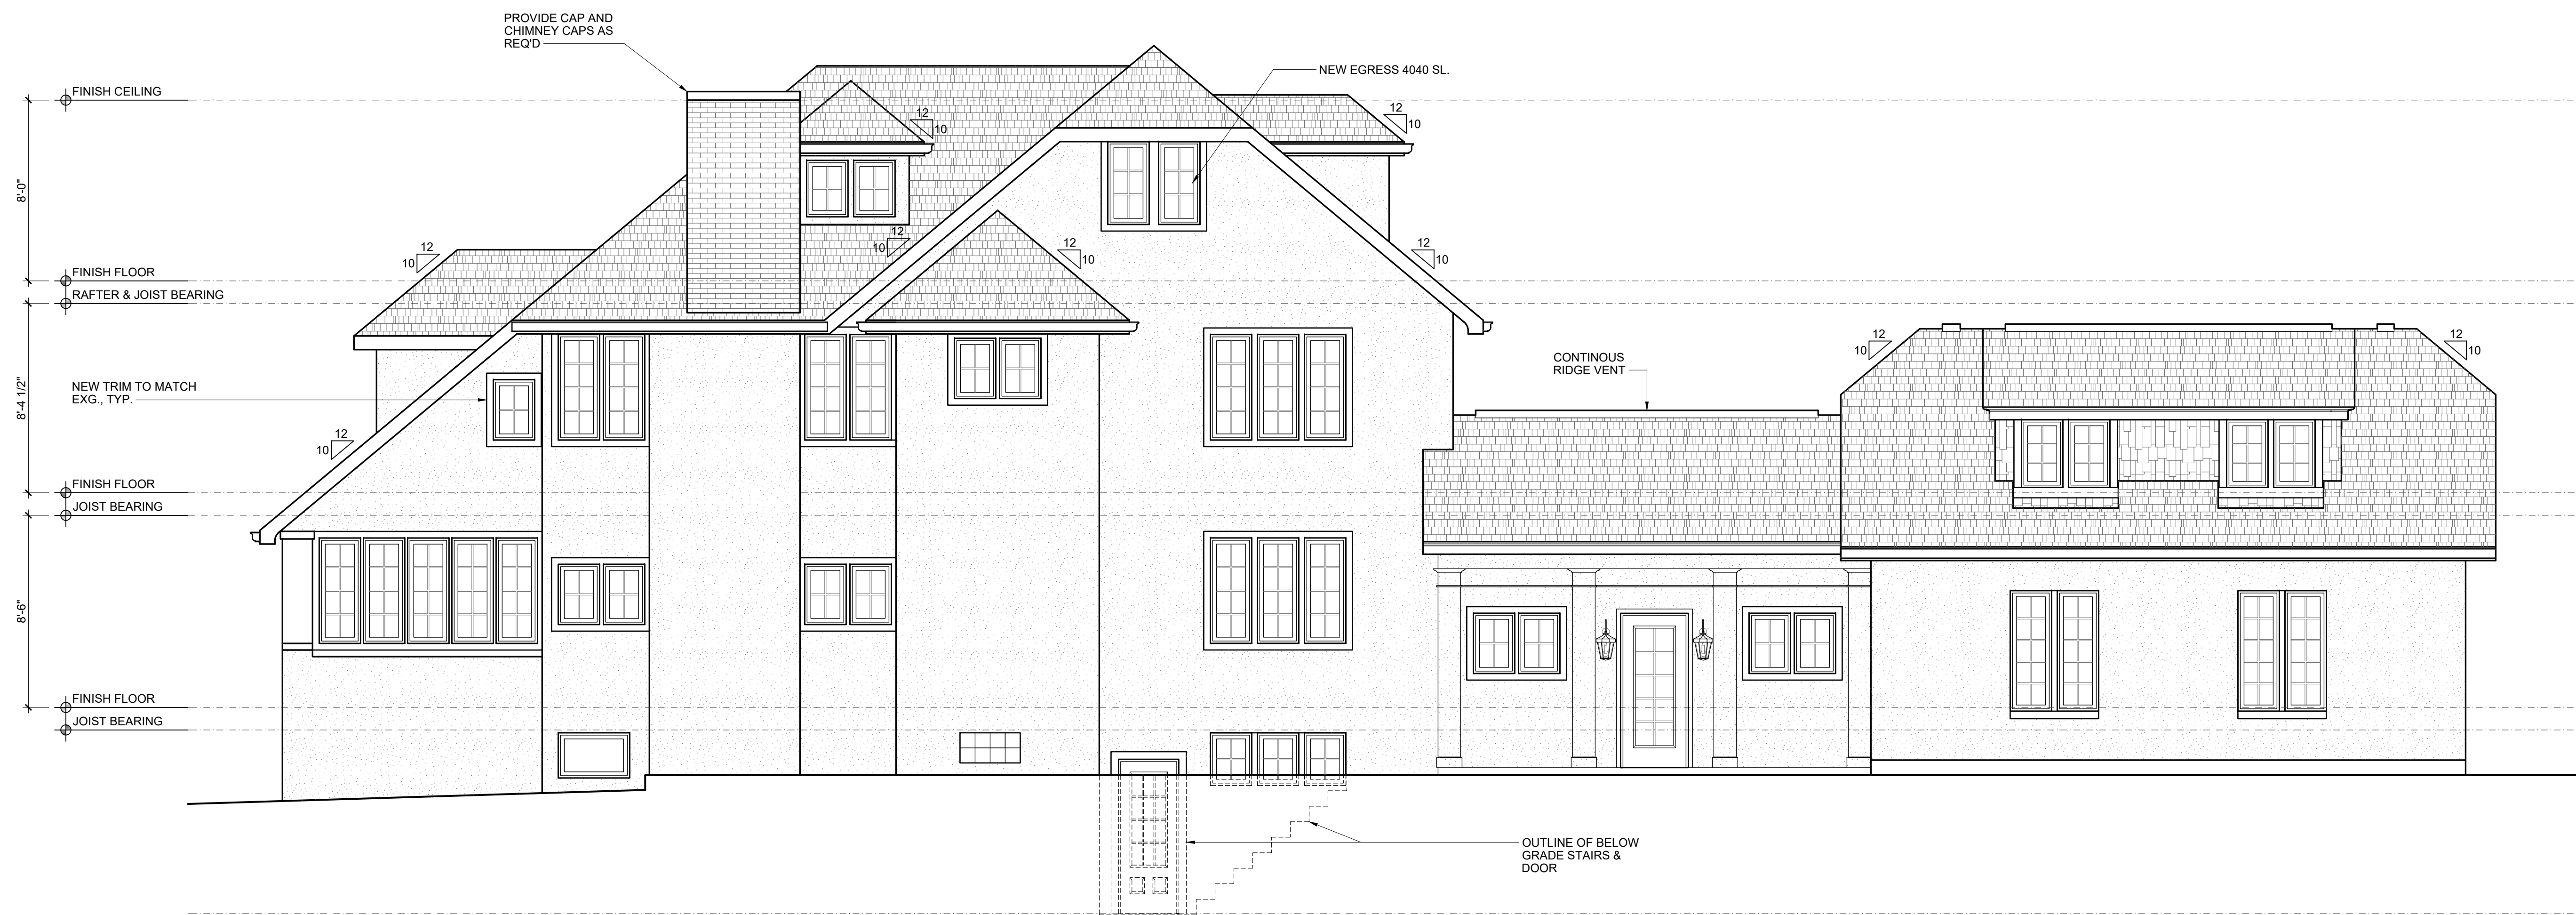 PROVIDE CAP AND
CHIMNEY CAPS AS
REQ'D
NEW EGRESS 4040 SL.
FINISH CEILING
12
10
12
10
8'-0"
12
10
12
10
12
10
12
10
FINISH FLOOR
RAFTER & JOIST BEARING
12
10
12
10
CONTINOUS
RIDGE VENT
NEW TRIM TO MATCH
EXG., TYP.
8'-4 1/2"
12
10
FINISH FLOOR
JOIST BEARING
8'-6"
FINISH FLOOR
JOIST BEARING
OUTLINE OF BELOW
GRADE STAIRS &
DOOR